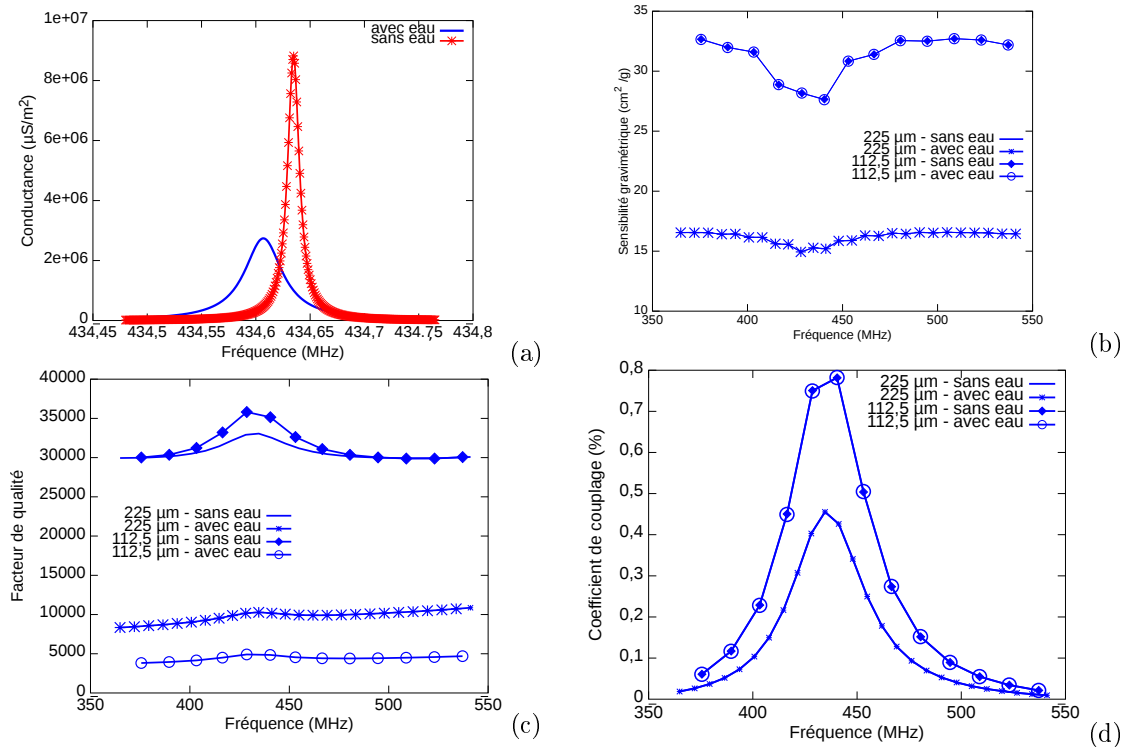 1e+07
8e+06
6e+06
4e+06
2e+06
0
Conductance (µS/m²)
avec eau
sans eau
434,45 434,5 434,55 434,6 434,65 434,7 434,75 434,8
Fréquence (MHz)
(a)
35
30
25
20
15
10
Sensibilité gravimétrique (cm² /g)
225 µm - sans eau
225 µm - avec eau
112,5 µm - sans eau
112,5 µm - avec eau
350 400 450 500 550
Fréquence (MHz)
(b)
40000
35000
30000
25000
20000
15000
10000
5000
0
Facteur de qualité
225 µm - sans eau
225 µm - avec eau
112,5 µm - sans eau
112,5 µm - avec eau
350 400 450 500 550
Fréquence (MHz)
(c)
0,8
0,7
0,6
0,5
0,4
0,3
0,2
0,1
0
Coefficient de couplage (%)
225 µm - sans eau
225 µm - avec eau
112,5 µm - sans eau
112,5 µm - avec eau
350 400 450 500 550
Fréquence (MHz)
(d)